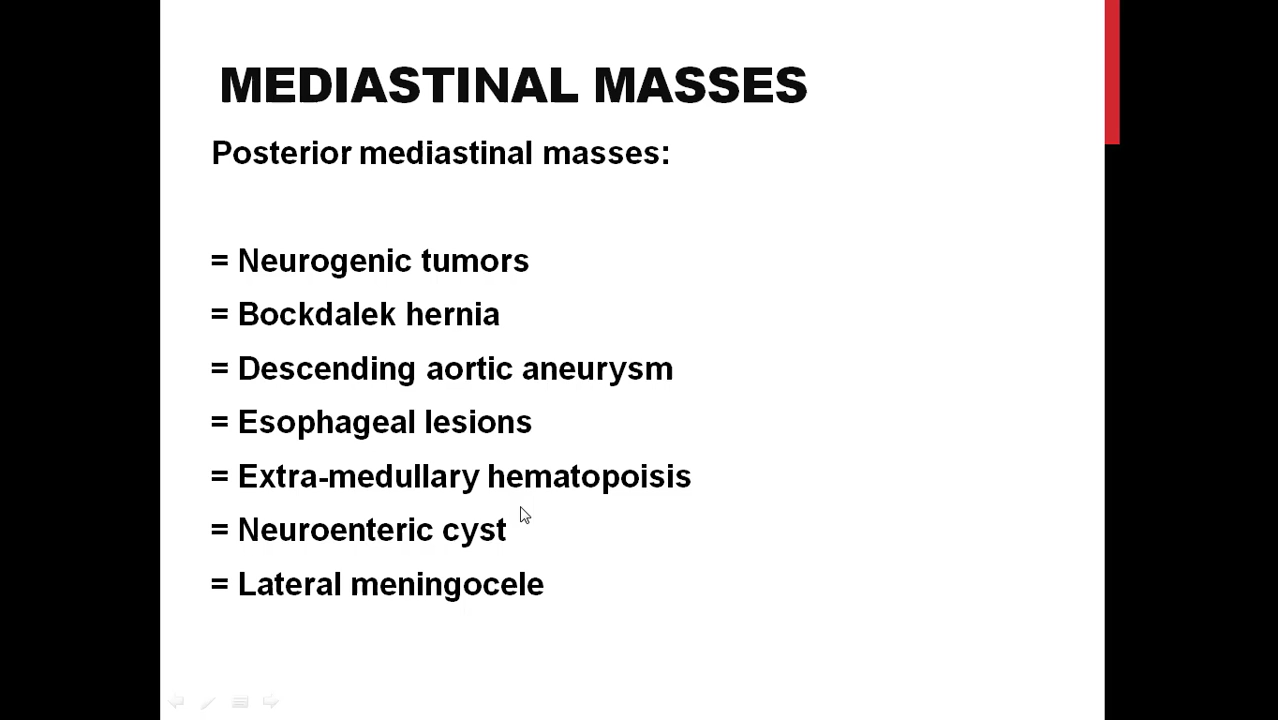 MEDIASTINAL MASSES
Posterior mediastinal masses:
= Neurogenic tumors
= Bockdalek hernia
= Descending aortic aneurysm
= Esophageal lesions
= Extra-medullary hematopoisis
= Neuroenteric cyst
= Lateral meningocele